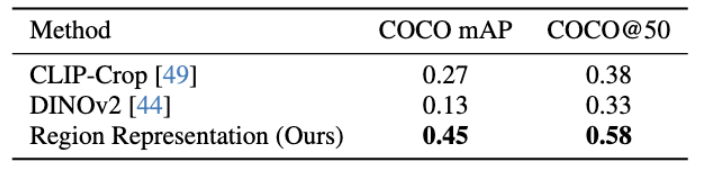 Method COCO mAP COCO@50
CLIP-Crop [49] 0.27 0.38
DINOv2 [44] 0.13 0.33
Region Representation (Ours) 0.45 0.58